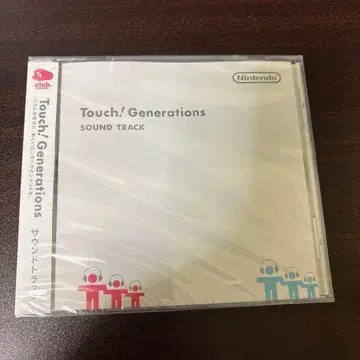 Nintendo
Touch! Generations
SOUND TRACK
club
Touch! Generations
サウンドトラック